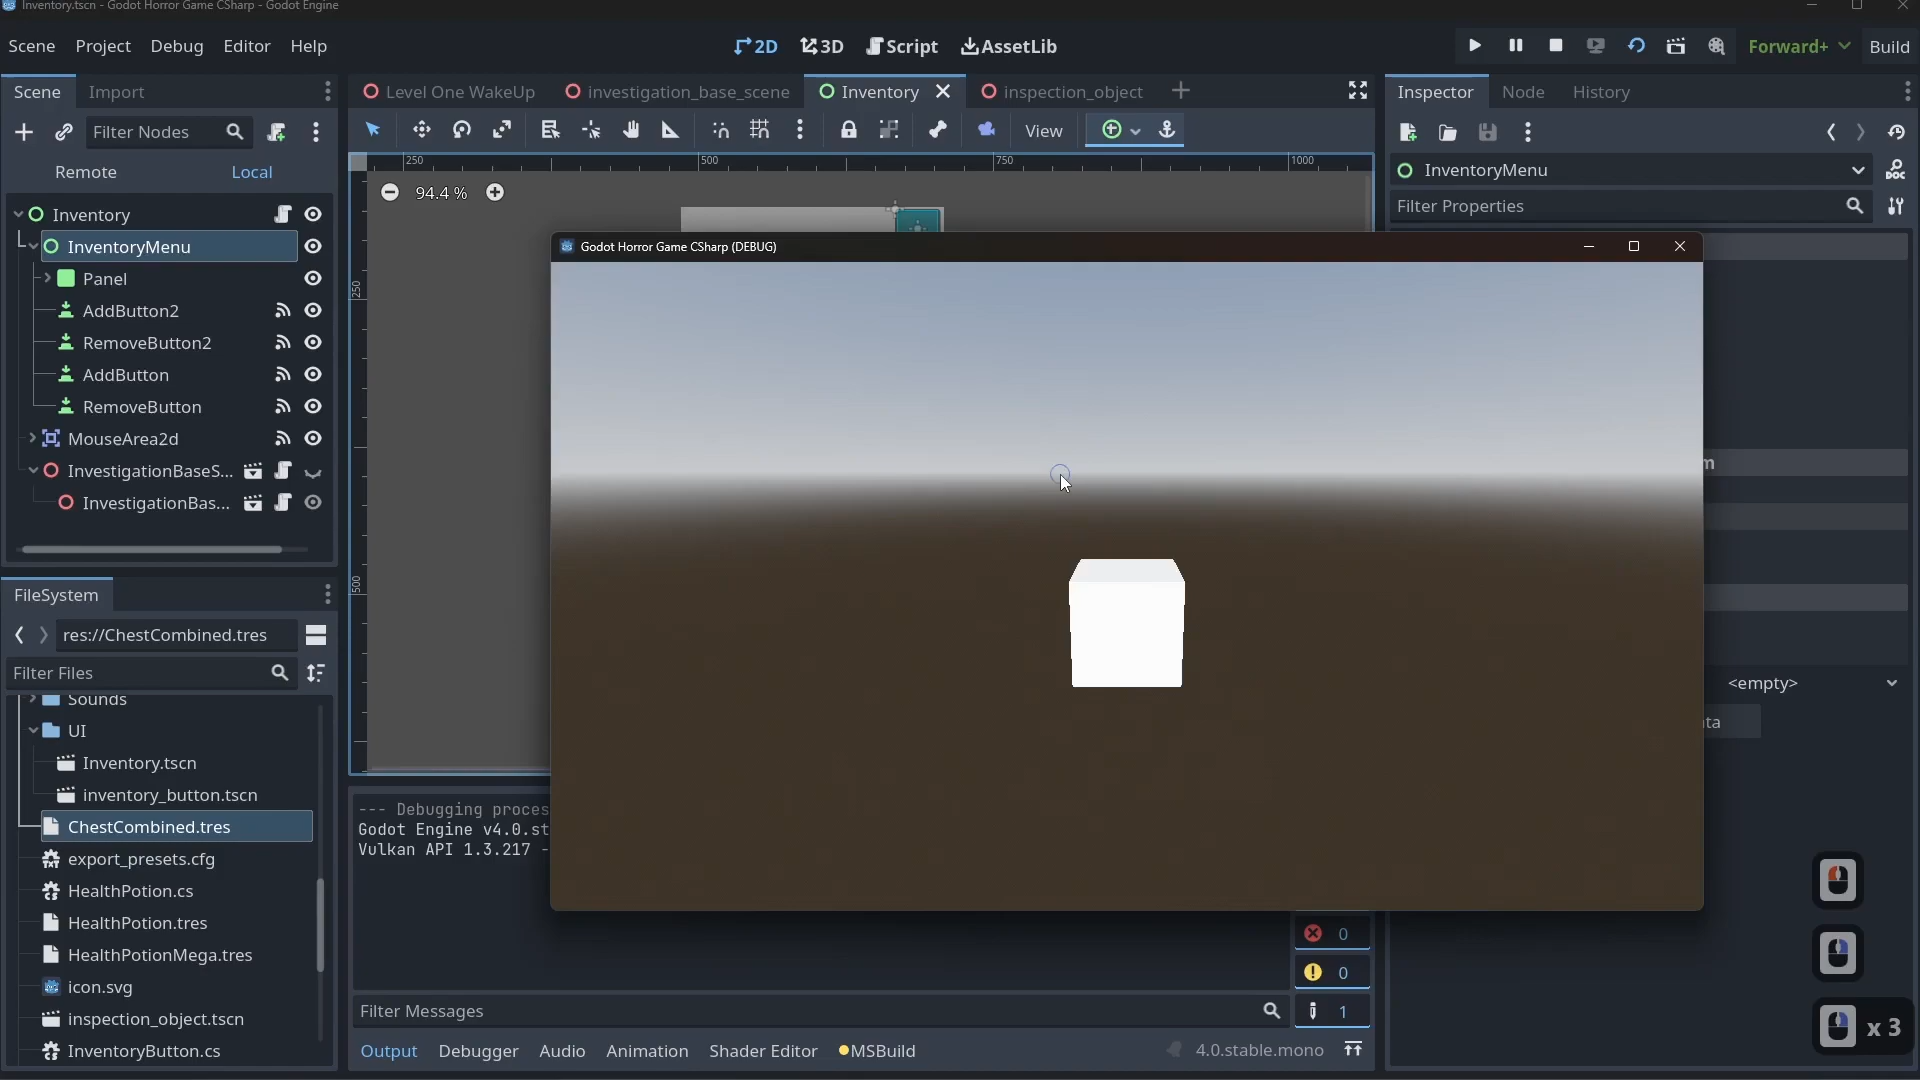 Inventory.tscn - Godot Horror Game CSharp - Godot Engine
Scene Project Debug Editor Help
2D 3D Script AssetLib
Forward+ Build
Scene Import
Level One WakeUp investigation_base_scene Inventory inspection_object
Inspector Node History
Filter Nodes
View
Remote Local
250 500 750 1000
InventoryMenu
94.4 %
Filter Properties
Inventory
InventoryMenu
Panel
AddButton2
RemoveButton2
AddButton
RemoveButton
MouseArea2d
InvestigationBaseS...
InvestigationBas...
250
500
Godot Horror Game CSharp (DEBUG)
m
<empty>
ta
FileSystem
res://ChestCombined.tres
Filter Files
Sounds
UI
Inventory.tscn
inventory_button.tscn
ChestCombined.tres
export_presets.cfg
HealthPotion.cs
HealthPotion.tres
HealthPotionMega.tres
icon.svg
inspection_object.tscn
InventoryButton.cs
--- Debugging proces
Godot Engine v4.0.st
Vulkan API 1.3.217 -
0
0
1
Filter Messages
Output Debugger Audio Animation Shader Editor MSBuild
4.0.stable.mono
x 3